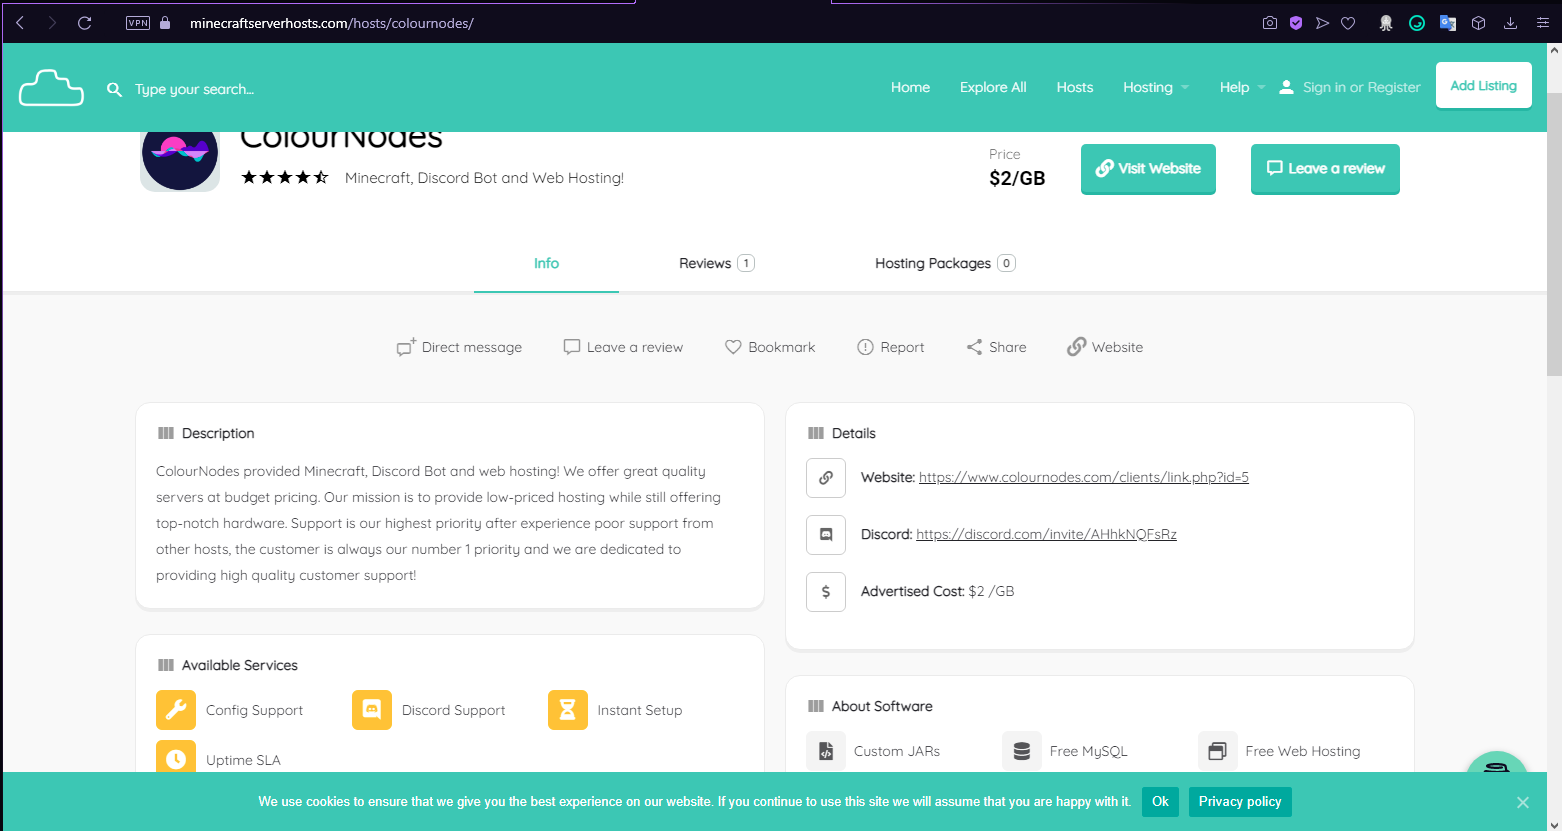 VPN
minecraftserverhosts.com/hosts/colournodes/
Type your search...
Home
Explore All
Hosts
Hosting
Help
Sign in or Register
Add Listing
ColourNodes
Minecraft, Discord Bot and Web Hosting!
Price
$2/GB
Visit Website
Leave a review
Info
Reviews 1
Hosting Packages 0
Direct message
Leave a review
Bookmark
Report
Share
Website
Description
ColourNodes provided Minecraft, Discord Bot and web hosting! We offer great quality
servers at budget pricing. Our mission is to provide low-priced hosting while still offering
top-notch hardware. Support is our highest priority after experience poor support from
other hosts, the customer is always our number 1 priority and we are dedicated to
providing high quality customer support!
Details
Website: https://www.colournodes.com/clients/link.php?id=5
Discord: https://discord.com/invite/AHhkNQFsRz
$ Advertised Cost: $2 /GB
Available Services
Config Support
Discord Support
Instant Setup
Uptime SLA
About Software
Custom JARs
Free MySQL
Free Web Hosting
We use cookies to ensure that we give you the best experience on our website. If you continue to use this site we will assume that you are happy with it.
Ok
Privacy policy